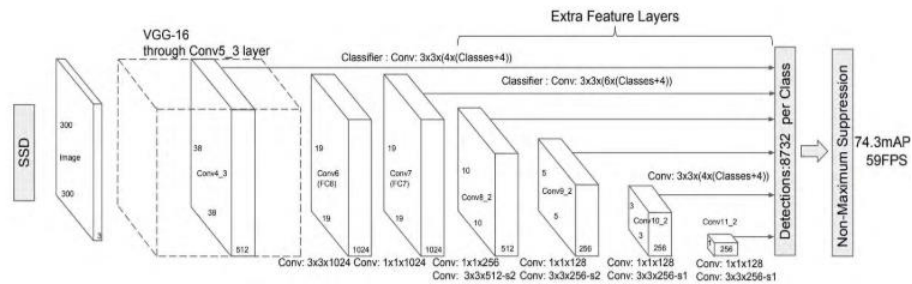 Extra Feature Layers
VGG-16
through Conv5_3 layer
Classifier : Conv: 3x3x(4x(Classes+4))
Classifier : Conv: 3x3x(6x(Classes+4))
SSD
300
Image
300
3
38
Conv4_3
38
512
19
Conv6
(FC6)
19
1024
19
Conv7
(FC7)
19
1024
10
Conv8_2
10
512
5
Conv9_2
5
256
Conv: 3x3x(4x(Classes+4))
3
Conv10_2
3
256
Conv11_2
1
256
Detections:8732 per Class
Non-Maximum Suppression
74.3mAP
59FPS
Conv: 3x3x1024
Conv: 1x1x1024
Conv: 1x1x256
Conv: 3x3x512-s2
Conv: 1x1x128
Conv: 3x3x256-s2
Conv: 1x1x128
Conv: 3x3x256-s1
Conv: 1x1x128
Conv: 3x3x256-s1